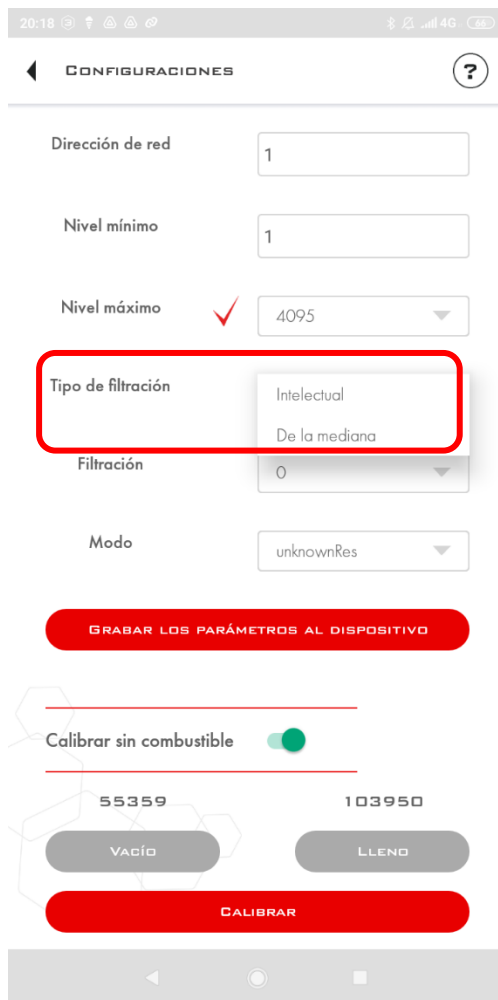 20:18 4G 66
CONFIGURACIONES ?
Dirección de red 1
Nivel mínimo 1
Nivel máximo 4095
Tipo de filtración Intelectual
De la mediana
Filtración 0
Modo unknownRes
GRABAR LOS PARÁMETROS AL DISPOSITIVO
Calibrar sin combustible
55359 103950
VACÍO LLENO
CALIBRAR